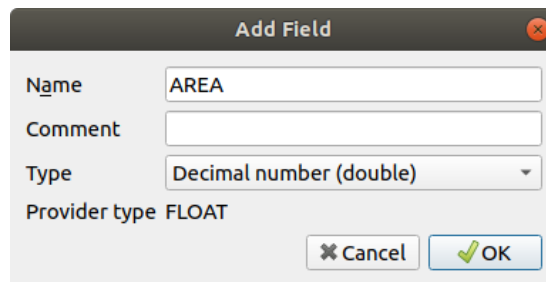 Add Field
Name AREA
Comment
Type Decimal number (double)
Provider type FLOAT
Cancel OK